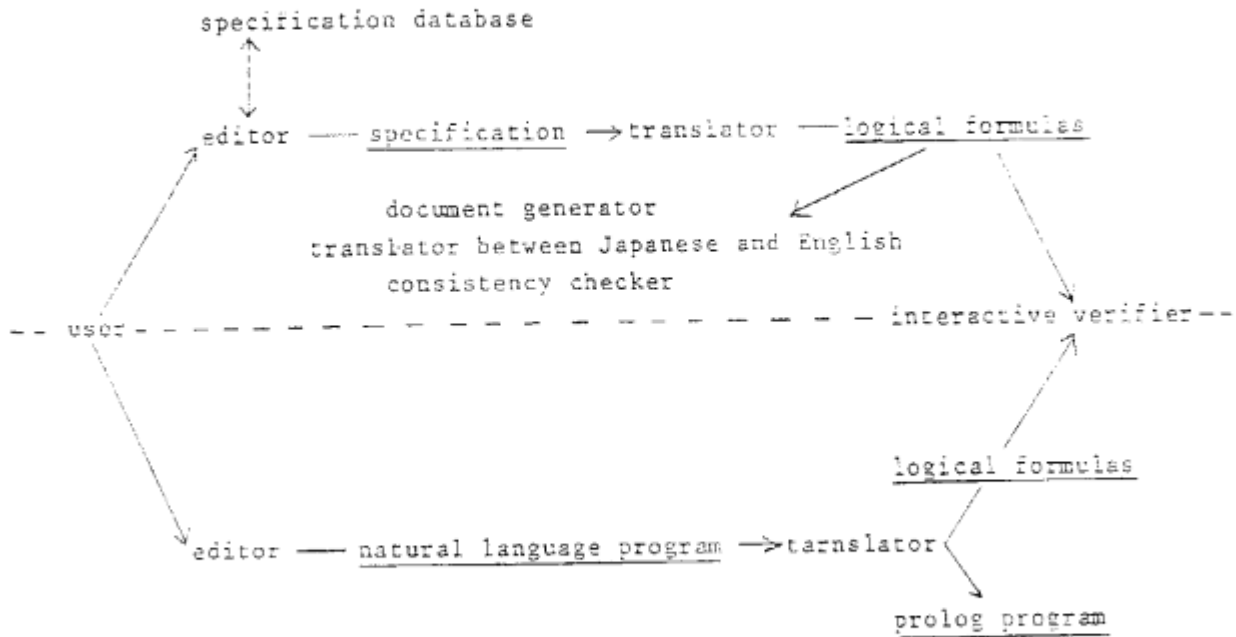 specification database
editor specification translator logical formulas
document generator
translator between Japanese and English
consistency checker
user interactive verifier
logical formulas
editor natural language program tarnslator
prolog program